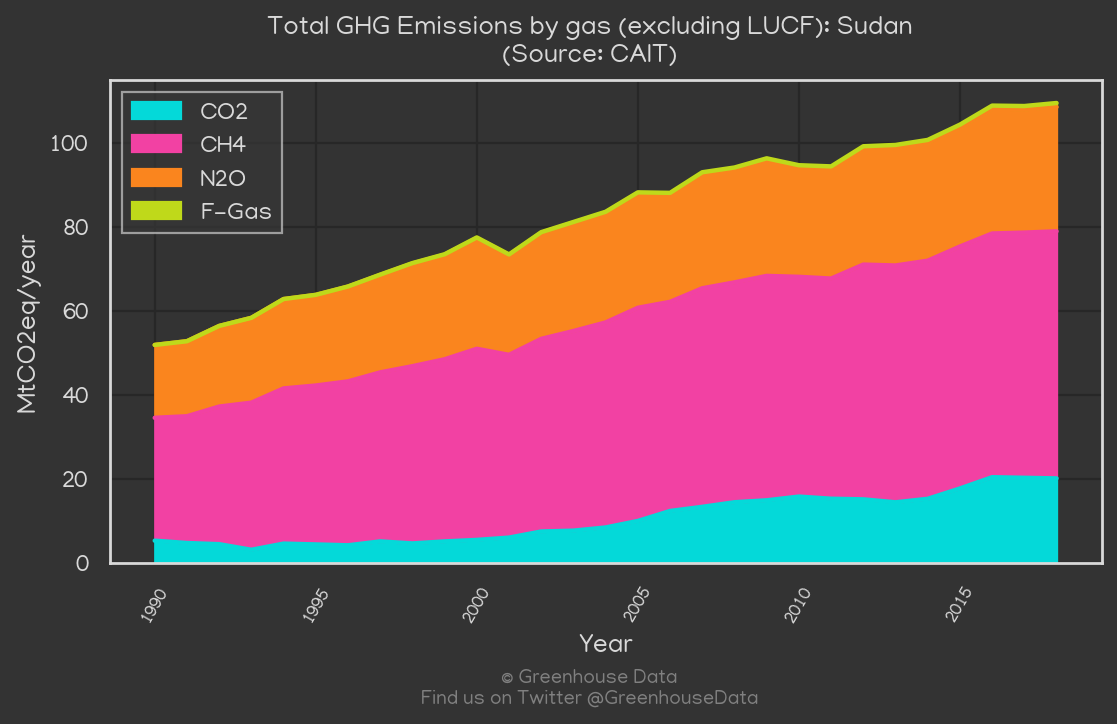 Total GHG Emissions by gas (excluding LUCF): Sudan
(Source: CAIT)
CO2
CH4
N2O
F-Gas
MtCO2eq/year
100
80
60
40
20
0
1990
1995
2000
2005
2010
2015
Year
© Greenhouse Data
Find us on Twitter @GreenhouseData